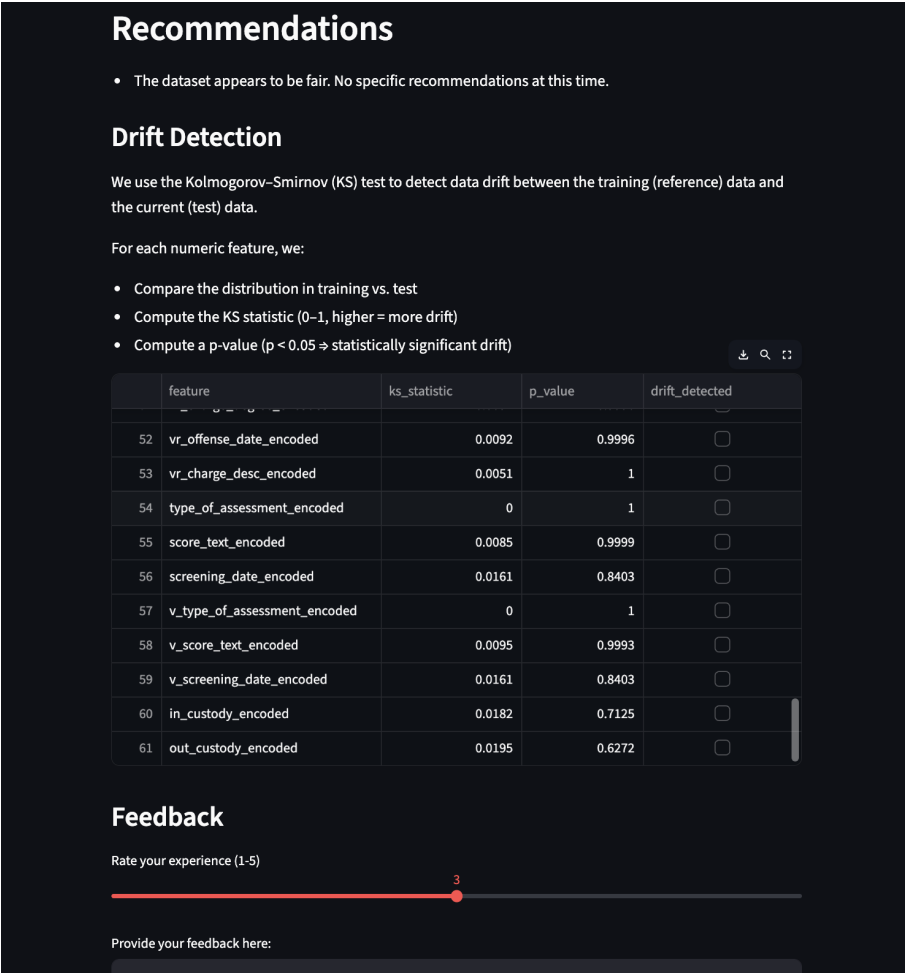 Recommendations
• The dataset appears to be fair. No specific recommendations at this time.
Drift Detection
We use the Kolmogorov–Smirnov (KS) test to detect data drift between the training (reference) data and
the current (test) data.
For each numeric feature, we:
• Compare the distribution in training vs. test
• Compute the KS statistic (0–1, higher = more drift)
• Compute a p-value (p < 0.05 ⇒ statistically significant drift)
feature ks_statistic p_value drift_detected
52 vr_offense_date_encoded 0.0092 0.9996
53 vr_charge_desc_encoded 0.0051 1
54 type_of_assessment_encoded 0 1
55 score_text_encoded 0.0085 0.9999
56 screening_date_encoded 0.0161 0.8403
57 v_type_of_assessment_encoded 0 1
58 v_score_text_encoded 0.0095 0.9993
59 v_screening_date_encoded 0.0161 0.8403
60 in_custody_encoded 0.0182 0.7125
61 out_custody_encoded 0.0195 0.6272
Feedback
Rate your experience (1-5)
3
Provide your feedback here: